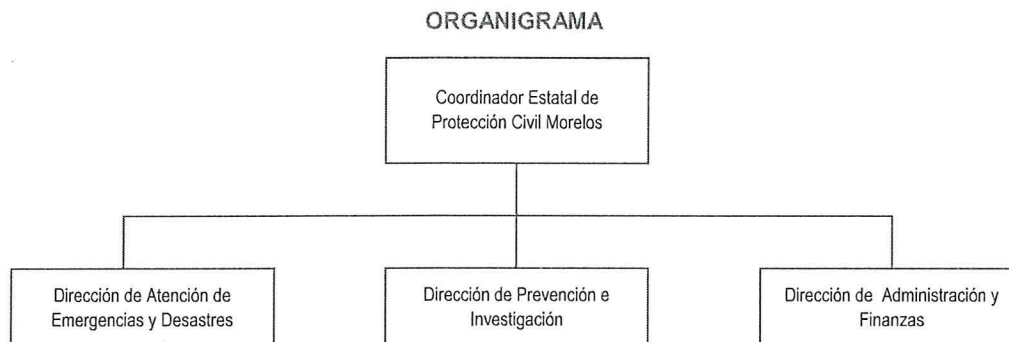 ORGANIGRAMA
Coordinador Estatal de
Protección Civil Morelos
Dirección de Atención de
Emergencias y Desastres
Dirección de Prevención e
Investigación
Dirección de Administración y
Finanzas